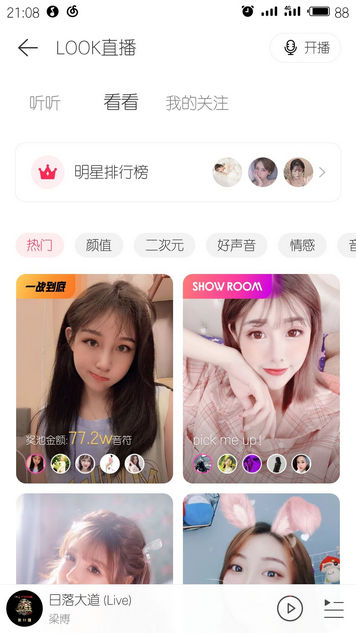 21:08
4G
88
LOOK直播
开播
听听
看看
我的关注
明星排行榜
热门
颜值
二次元
好声音
情感
音
一战到底
SHOW ROOM
奖池金额:77.2w音符
pick me up!
日落大道 (Live)
梁博